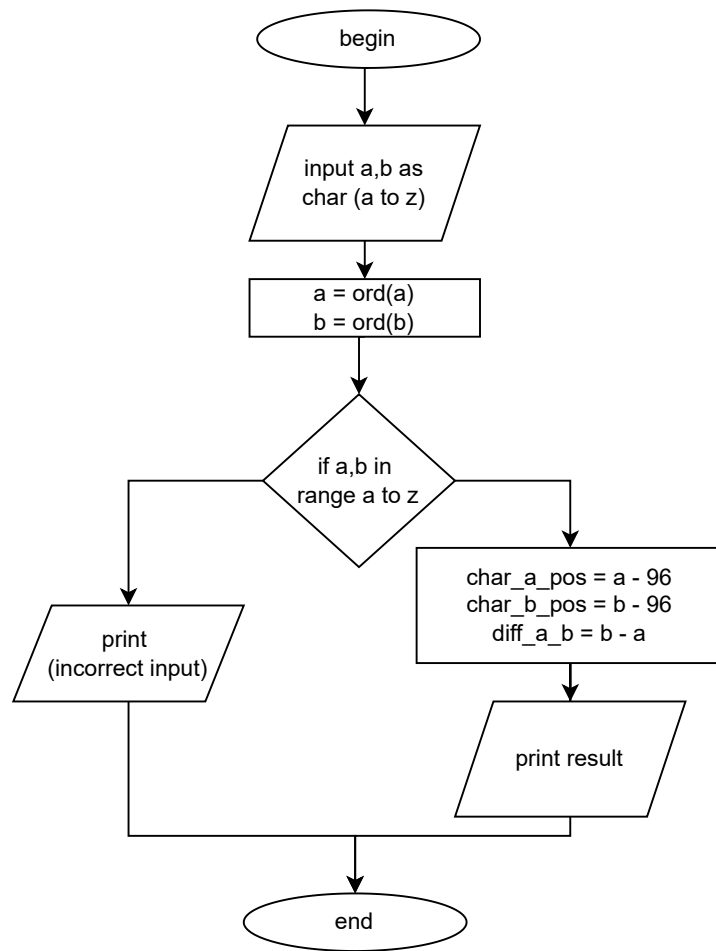 begin
input a,b as
char (a to z)
a = ord(a)
b = ord(b)
if a,b in
range a to z
print
(incorrect input)
char_a_pos = a - 96
char_b_pos = b - 96
diff_a_b = b - a
print result
end